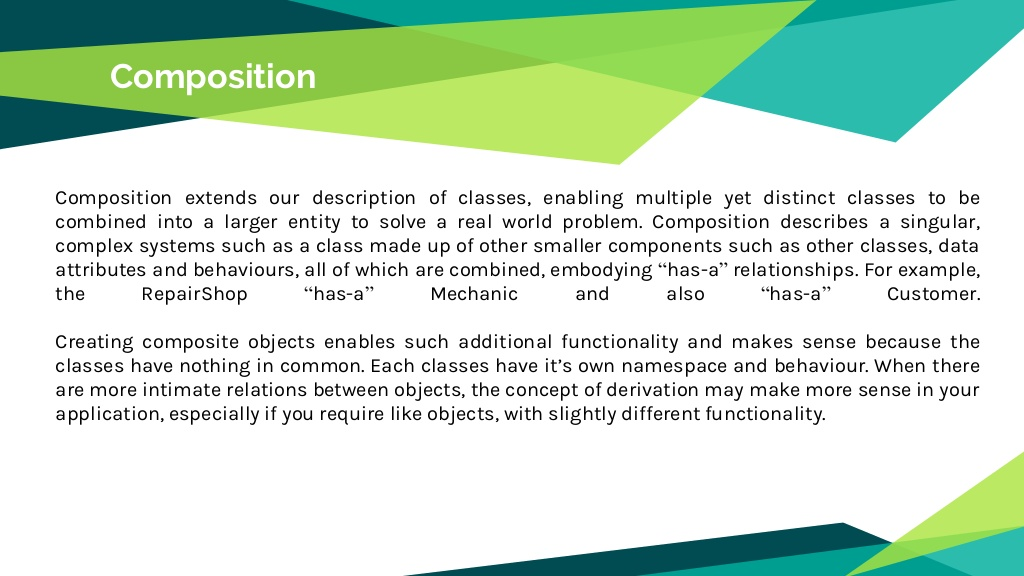 Composition
Composition extends our description of classes, enabling multiple yet distinct classes to be
combined into a larger entity to solve a real world problem. Composition describes a singular,
complex systems such as a class made up of other smaller components such as other classes, data
attributes and behaviours, all of which are combined, embodying “has-a” relationships. For example,
the RepairShop “has-a” Mechanic and also “has-a” Customer.
Creating composite objects enables such additional functionality and makes sense because the
classes have nothing in common. Each classes have it’s own namespace and behaviour. When there
are more intimate relations between objects, the concept of derivation may make more sense in your
application, especially if you require like objects, with slightly different functionality.